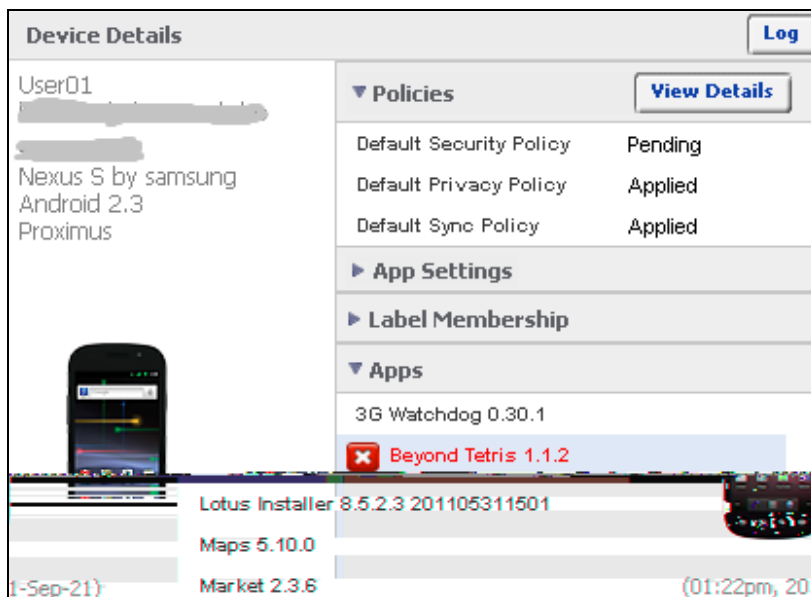 Device Details
Log
User01
Nexus S by samsung
Android 2.3
Proximus
Policies
View Details
Default Security Policy Pending
Default Privacy Policy Applied
Default Sync Policy Applied
App Settings
Label Membership
Apps
3G Watchdog 0.30.1
Beyond Tetris 1.1.2
Lotus Installer 8.5.2.3 201105311501
Maps 5.10.0
Market 2.3.6
1-Sep-21)
(01:22pm, 20